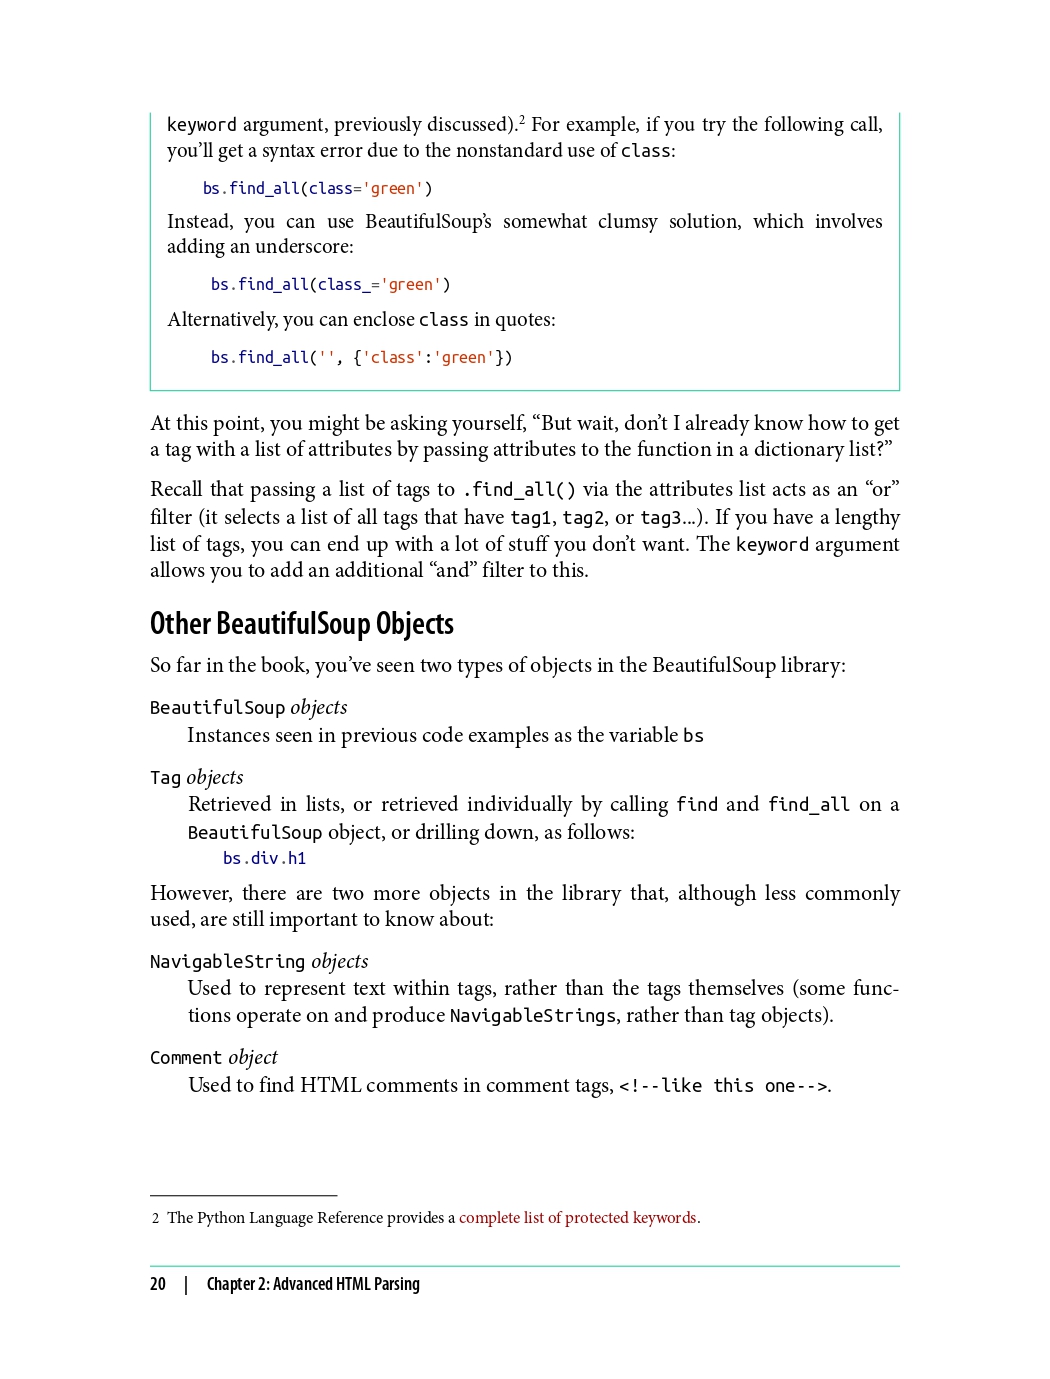 keyword argument, previously discussed).2 For example, if you try the following call,
you’ll get a syntax error due to the nonstandard use of class:
bs.find_all(class='green')
Instead, you can use BeautifulSoup’s somewhat clumsy solution, which involves
adding an underscore:
bs.find_all(class_='green')
Alternatively, you can enclose class in quotes:
bs.find_all('', {'class':'green'})
At this point, you might be asking yourself, “But wait, don’t I already know how to get
a tag with a list of attributes by passing attributes to the function in a dictionary list?”
Recall that passing a list of tags to .find_all() via the attributes list acts as an “or”
filter (it selects a list of all tags that have tag1, tag2, or tag3...). If you have a lengthy
list of tags, you can end up with a lot of stuff you don’t want. The keyword argument
allows you to add an additional “and” filter to this.
Other BeautifulSoup Objects
So far in the book, you’ve seen two types of objects in the BeautifulSoup library:
BeautifulSoup objects
Instances seen in previous code examples as the variable bs
Tag objects
Retrieved in lists, or retrieved individually by calling find and find_all on a
BeautifulSoup object, or drilling down, as follows:
bs.div.h1
However, there are two more objects in the library that, although less commonly
used, are still important to know about:
NavigableString objects
Used to represent text within tags, rather than the tags themselves (some func-
tions operate on and produce NavigableStrings, rather than tag objects).
Comment object
Used to find HTML comments in comment tags, <!--like this one-->.
2 The Python Language Reference provides a complete list of protected keywords.
20 | Chapter 2: Advanced HTML Parsing